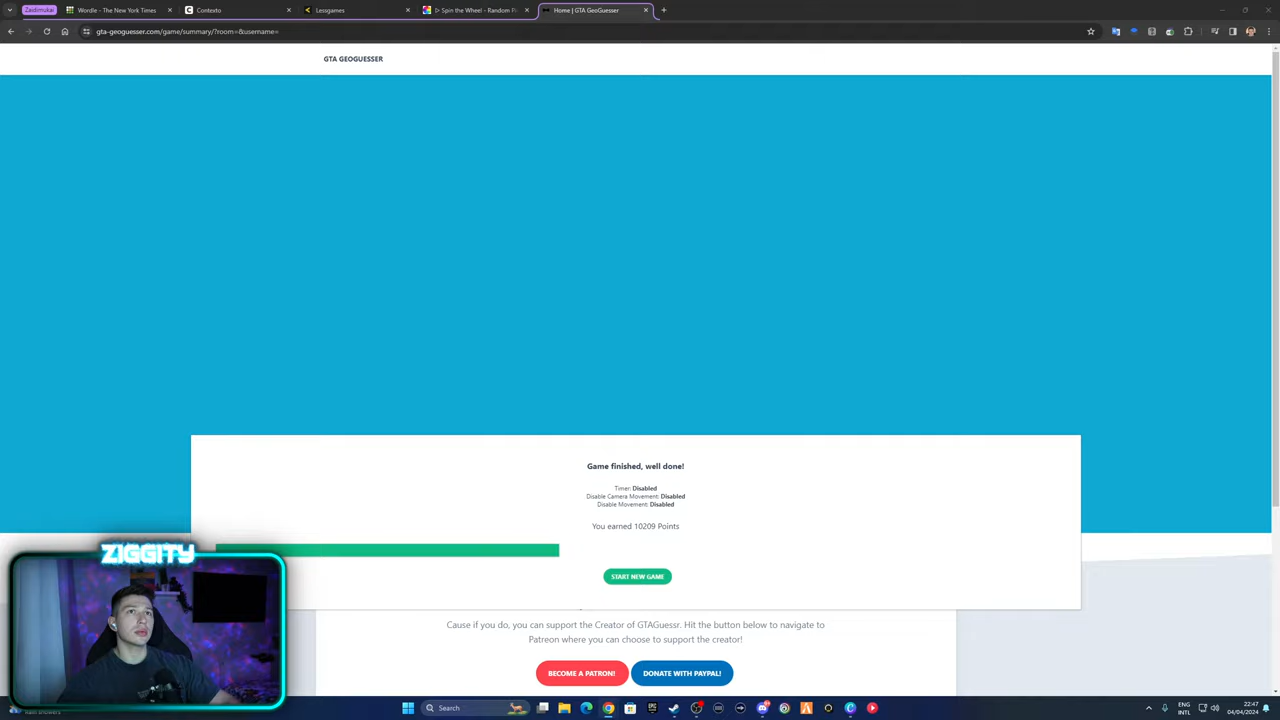 Zaidimukai
Wordle - The New York Times
Contexto
Lessgames
Spin the Wheel - Random Pi
Home | GTA GeoGuesser
gta-geoguesser.com/game/summary/?room=&username=
GTA GEOGUESSER
Game finished, well done!
Timer: Disabled
Disable Camera Movement: Disabled
Disable Movement: Disabled
You earned 10209 Points
START NEW GAME
Cause if you do, you can support the Creator of GTAGuessr. Hit the button below to navigate to
Patreon where you can choose to support the creator!
BECOME A PATRON!
DONATE WITH PAYPAL!
ZIGGITY
Search
ENG
INTL
22:47
04/04/2024